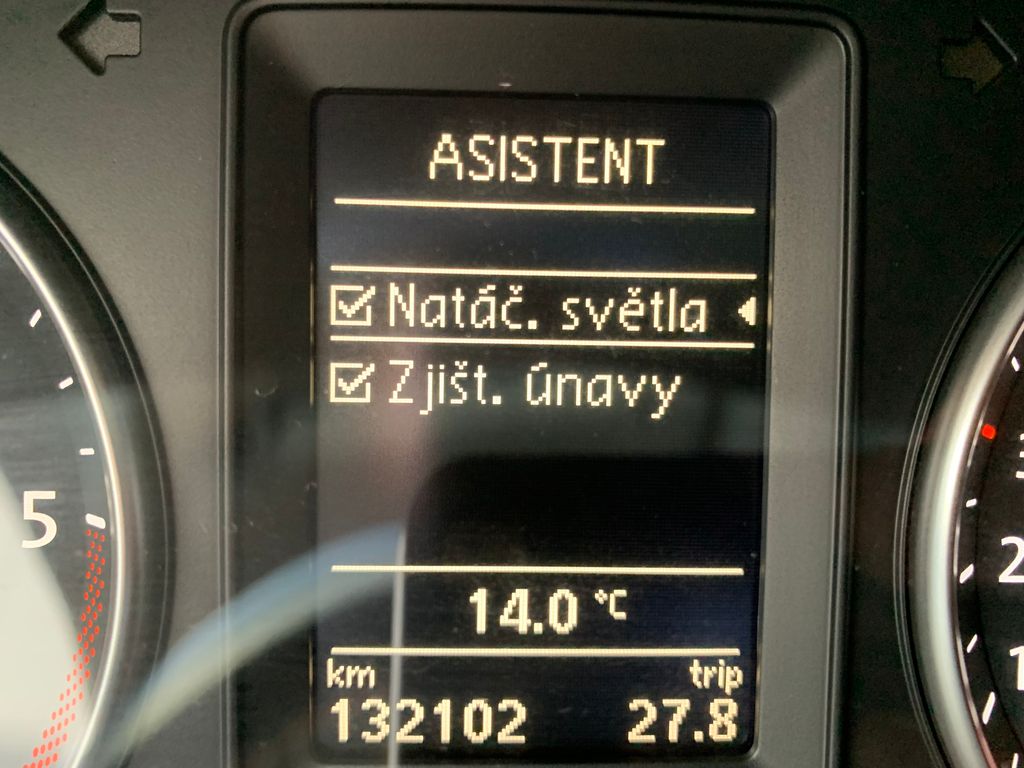 ASISTENT
Natáč. světla
Zjišt. únavy
5
14.0 °C
km trip
132102 27.8